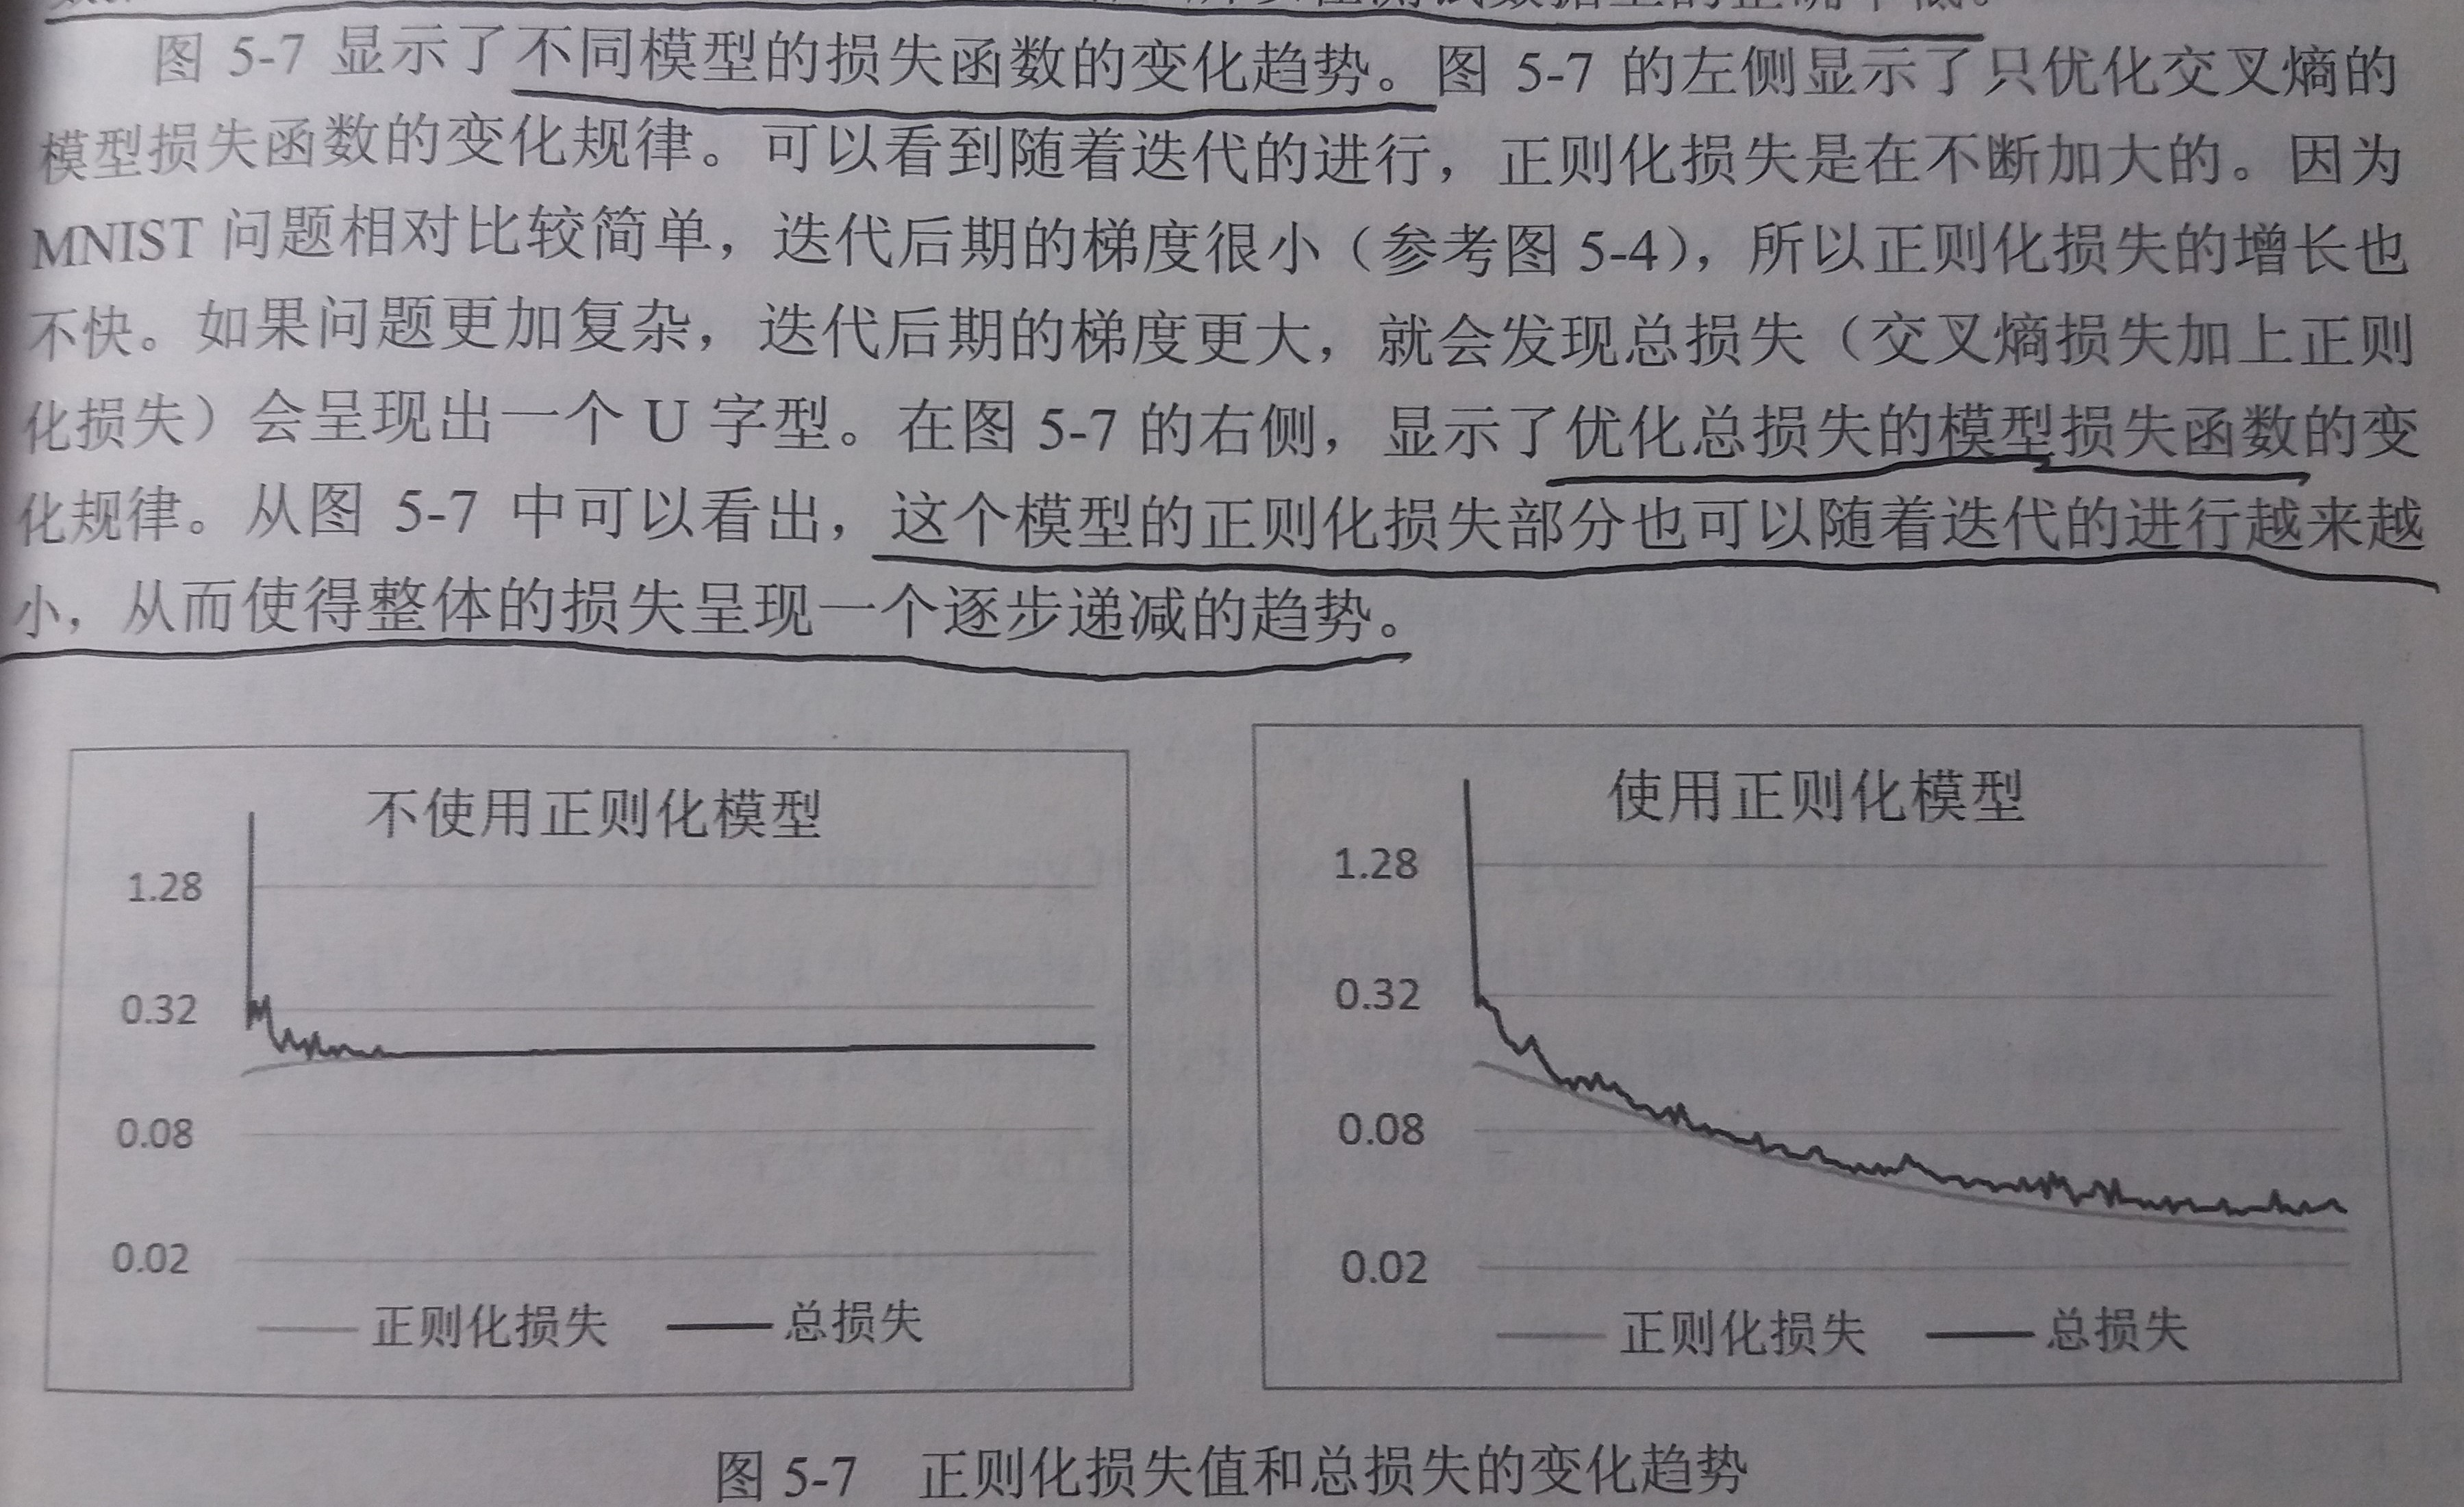 图 5-7 显示了不同模型的损失函数的变化趋势。图 5-7 的左侧显示了只优化交叉熵的
模型损失函数的变化规律。可以看到随着迭代的进行，正则化损失是在不断加大的。因为
MNIST 问题相对比较简单，迭代后期的梯度很小（参考图 5-4），所以正则化损失的增长也
不快。如果问题更加复杂，迭代后期的梯度更大，就会发现总损失（交叉熵损失加上正则
化损失）会呈现出一个 U 字型。在图 5-7 的右侧，显示了优化总损失的模型损失函数的变
化规律。从图 5-7 中可以看出，这个模型的正则化损失部分也可以随着迭代的进行越来越
小，从而使得整体的损失呈现一个逐步递减的趋势。
不使用正则化模型
1.28
0.32
0.08
0.02
正则化损失 总损失
使用正则化模型
1.28
0.32
0.08
0.02
正则化损失 总损失
图 5-7 正则化损失值和总损失的变化趋势